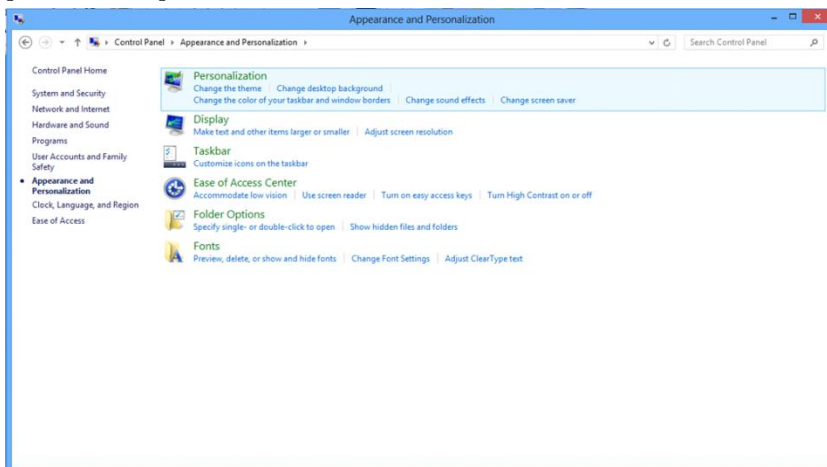 Appearance and Personalization
Control Panel ▸ Appearance and Personalization ▸
Search Control Panel
Control Panel Home
System and Security
Network and Internet
Hardware and Sound
Programs
User Accounts and Family
Safety
Appearance and
Personalization
Clock, Language, and Region
Ease of Access
Personalization
Change the theme | Change desktop background |
Change the color of your taskbar and window borders | Change sound effects | Change screen saver
Display
Make text and other items larger or smaller | Adjust screen resolution
Taskbar
Customize icons on the taskbar
Ease of Access Center
Accommodate low vision | Use screen reader | Turn on easy access keys | Turn High Contrast on or off
Folder Options
Specify single- or double-click to open | Show hidden files and folders
Fonts
Preview, delete, or show and hide fonts | Change Font Settings | Adjust ClearType text